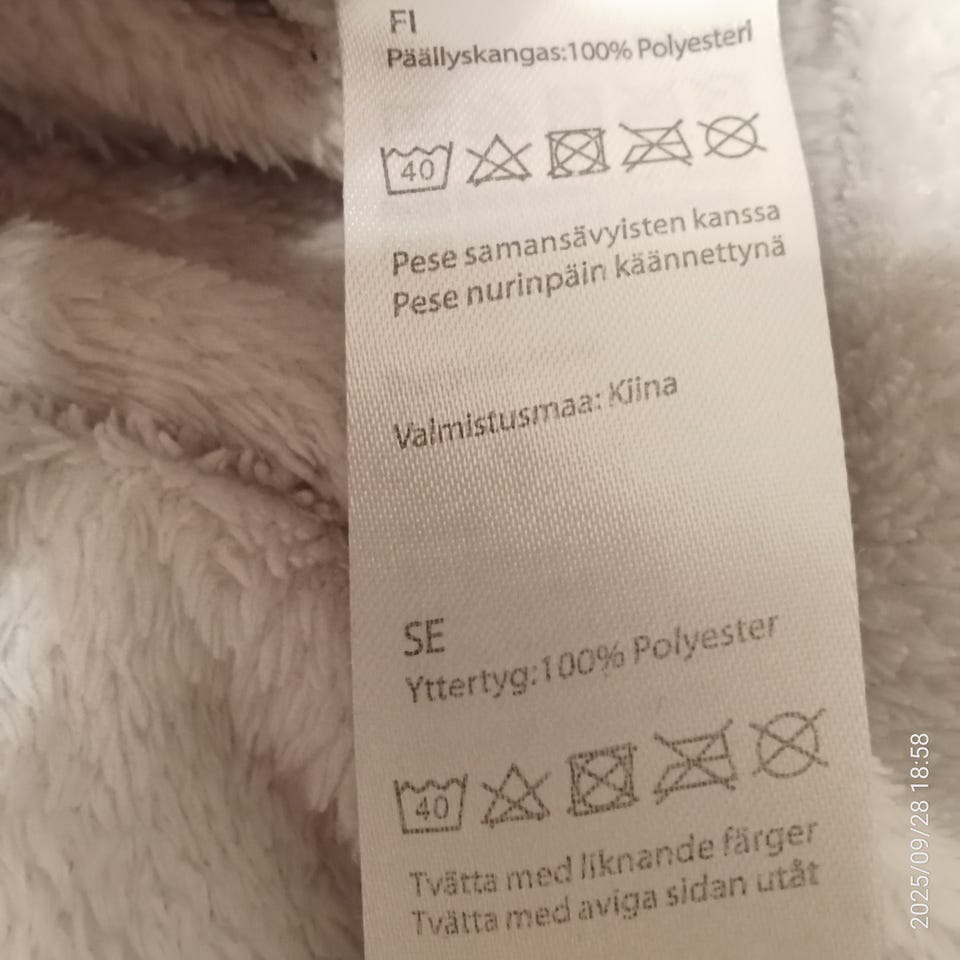 FI
Päällyskangas:100% Polyesteri
40
Pese samansävyisten kanssa
Pese nurinpäin käännettynä
Valmistusmaa: Kiina
SE
Yttertyg:100% Polyester
40
Tvätta med liknande färger
Tvätta med aviga sidan utåt
2025/09/28 18:58